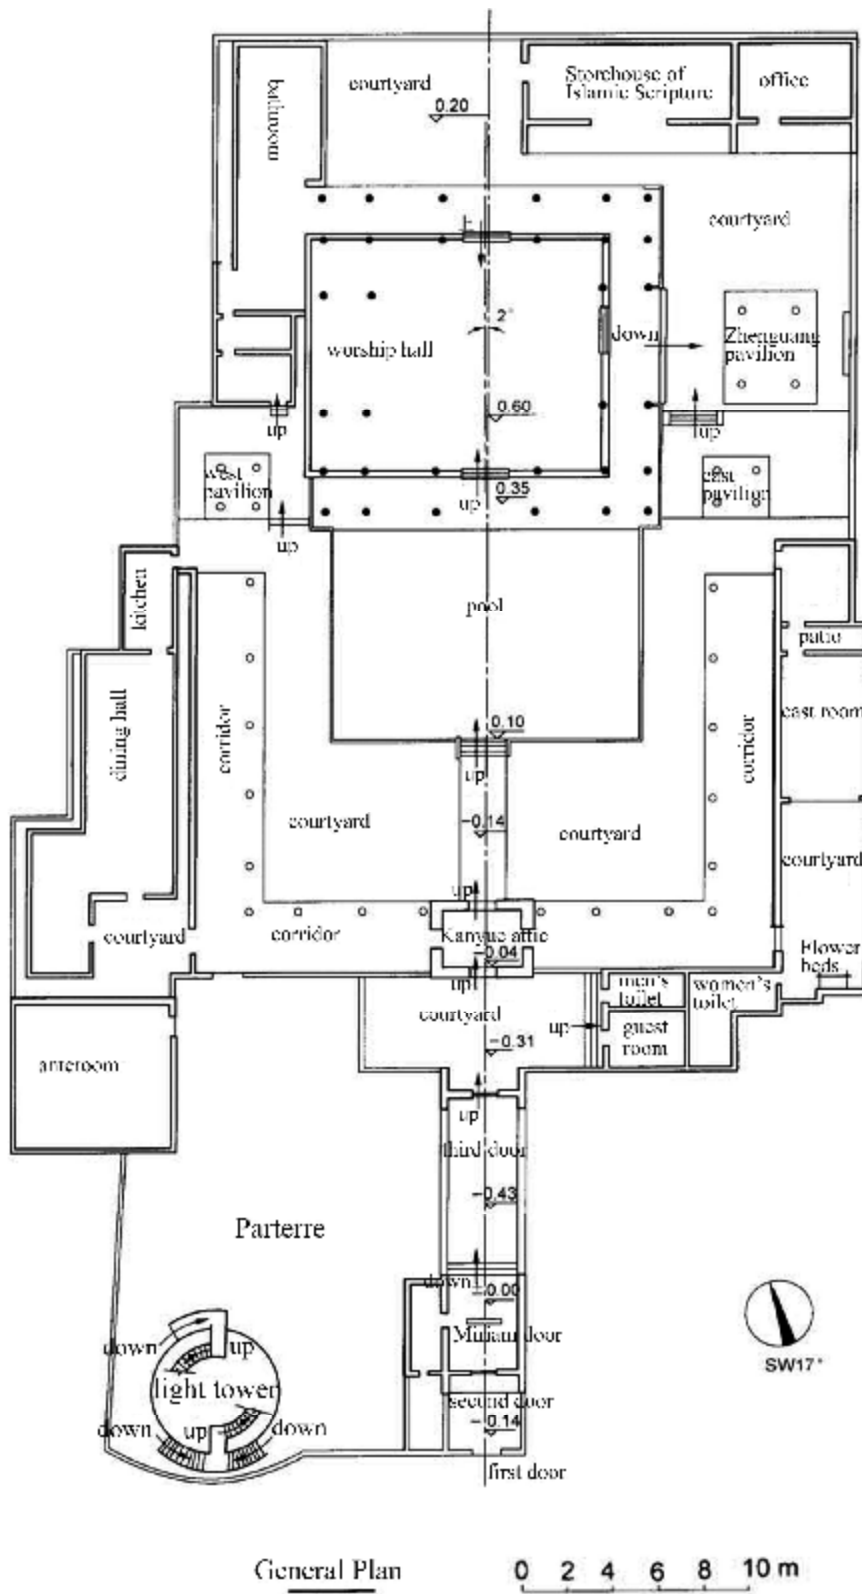 courtyard
Storehouse of
Islamic Scripture
office
bathroom
0.20
courtyard
2°
worship hall
down
Zhenguang
pavilion
0.60
up
up
west
pavilion
up
0.35
east
up
kitchen
pool
patio
dining hall
corridor
0.10
corridor
east room
up
courtyard
-0.14
courtyard
courtyard
up
courtyard
corridor
Kanyue attic
-0.04
Flower
beds
up
men's
toilet
women's
toilet
courtyard
up
guest
room
-0.31
anteroom
up
third door
-0.43
Parterre
down
0.00
door
down
up
light tower
second door
down
up
down
-0.14
first door
SW17°
General Plan
0 2 4 6 8 10 m